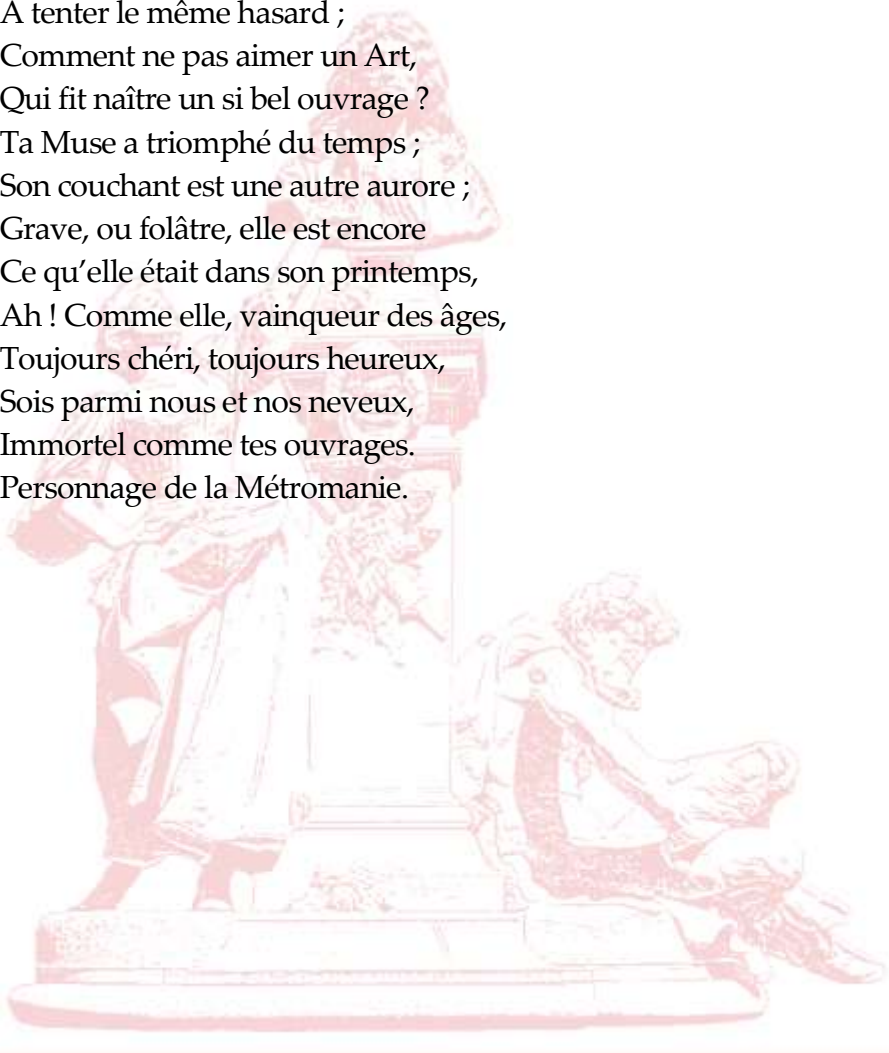 A tenter le même hasard ;
Comment ne pas aimer un Art,
Qui fit naître un si bel ouvrage ?
Ta Muse a triomphé du temps ;
Son couchant est une autre aurore ;
Grave, ou folâtre, elle est encore
Ce qu’elle était dans son printemps,
Ah ! Comme elle, vainqueur des âges,
Toujours chéri, toujours heureux,
Sois parmi nous et nos neveux,
Immortel comme tes ouvrages.
Personnage de la Métromanie.